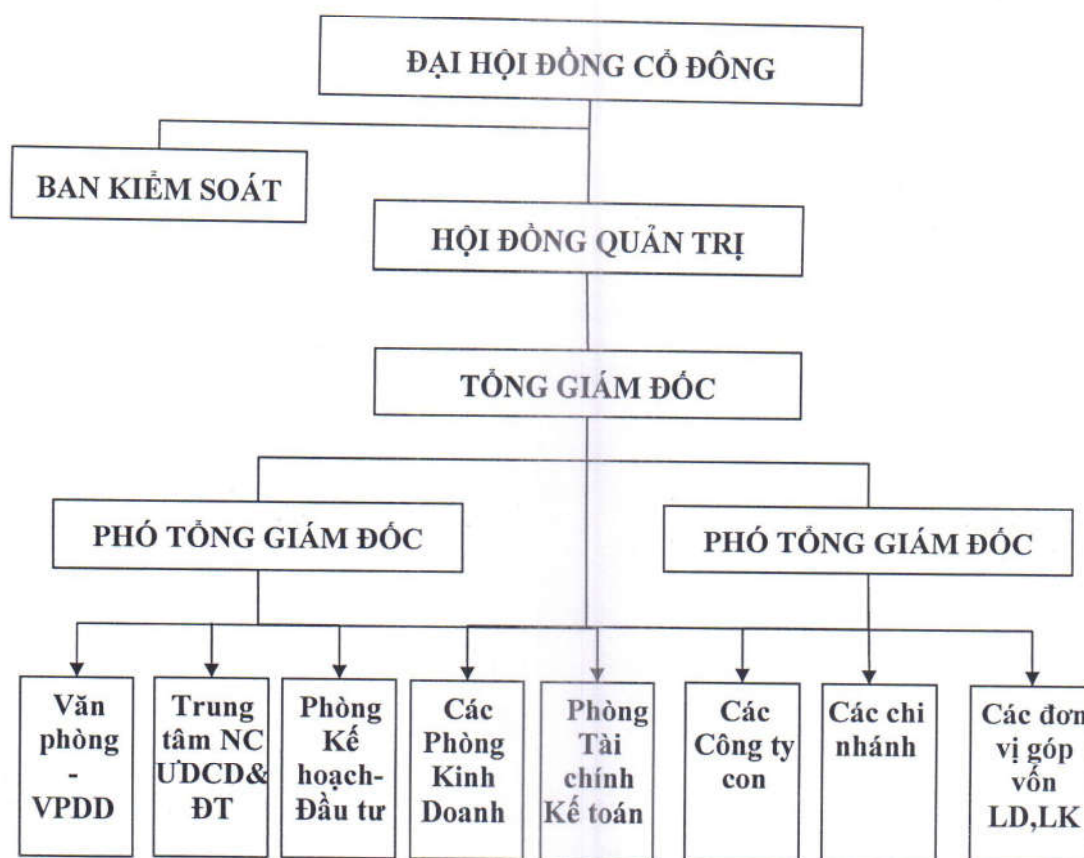 ĐẠI HỘI ĐỒNG CỔ ĐÔNG
BAN KIỂM SOÁT
HỘI ĐỒNG QUẢN TRỊ
TỔNG GIÁM ĐỐC
PHÓ TỔNG GIÁM ĐỐC
PHÓ TỔNG GIÁM ĐỐC
Văn
phòng
-
VPDD
Trung
tâm NC
ƯDCD&
ĐT
Phòng
Kế
hoạch-
Đầu tư
Các
Phòng
Kinh
Doanh
Phòng
Tài
chính
Kế toán
Các
Công ty
con
Các chi
nhánh
Các đơn
vị góp
vốn
LD,LK